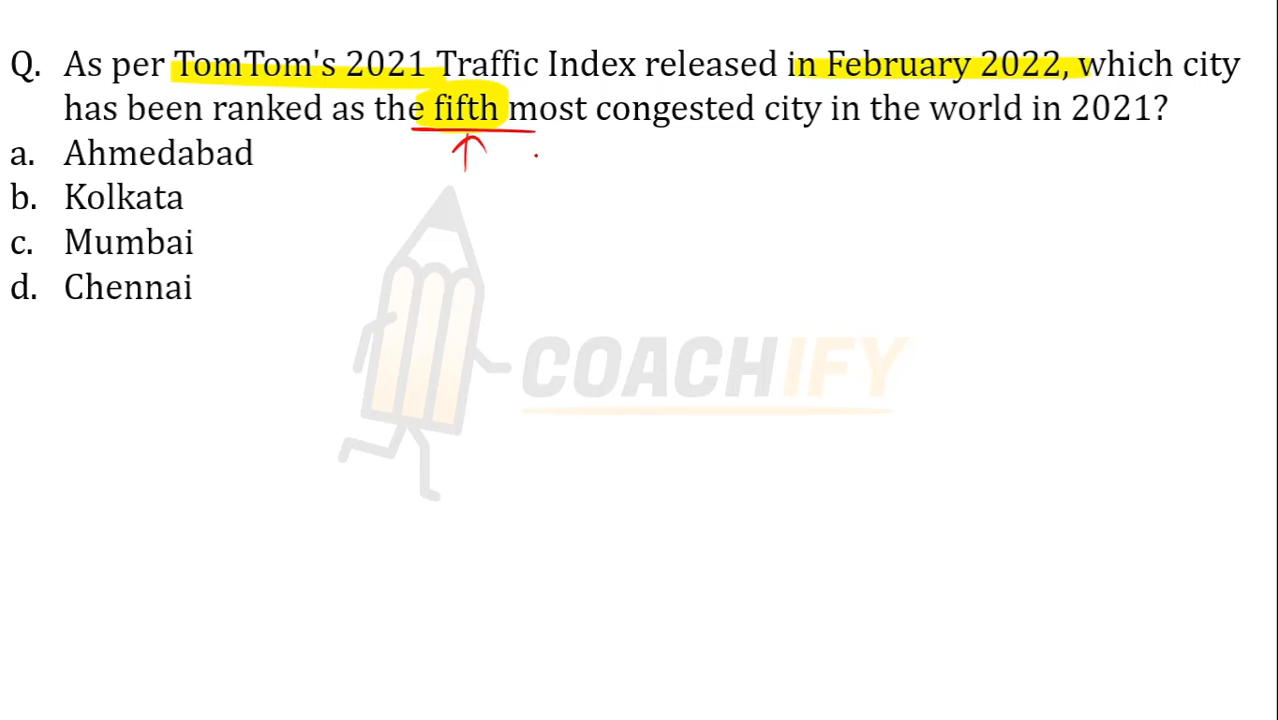 Q. As per TomTom's 2021 Traffic Index released in February 2022, which city
has been ranked as the fifth most congested city in the world in 2021?
a. Ahmedabad
b. Kolkata
c. Mumbai
d. Chennai
COACHIFY